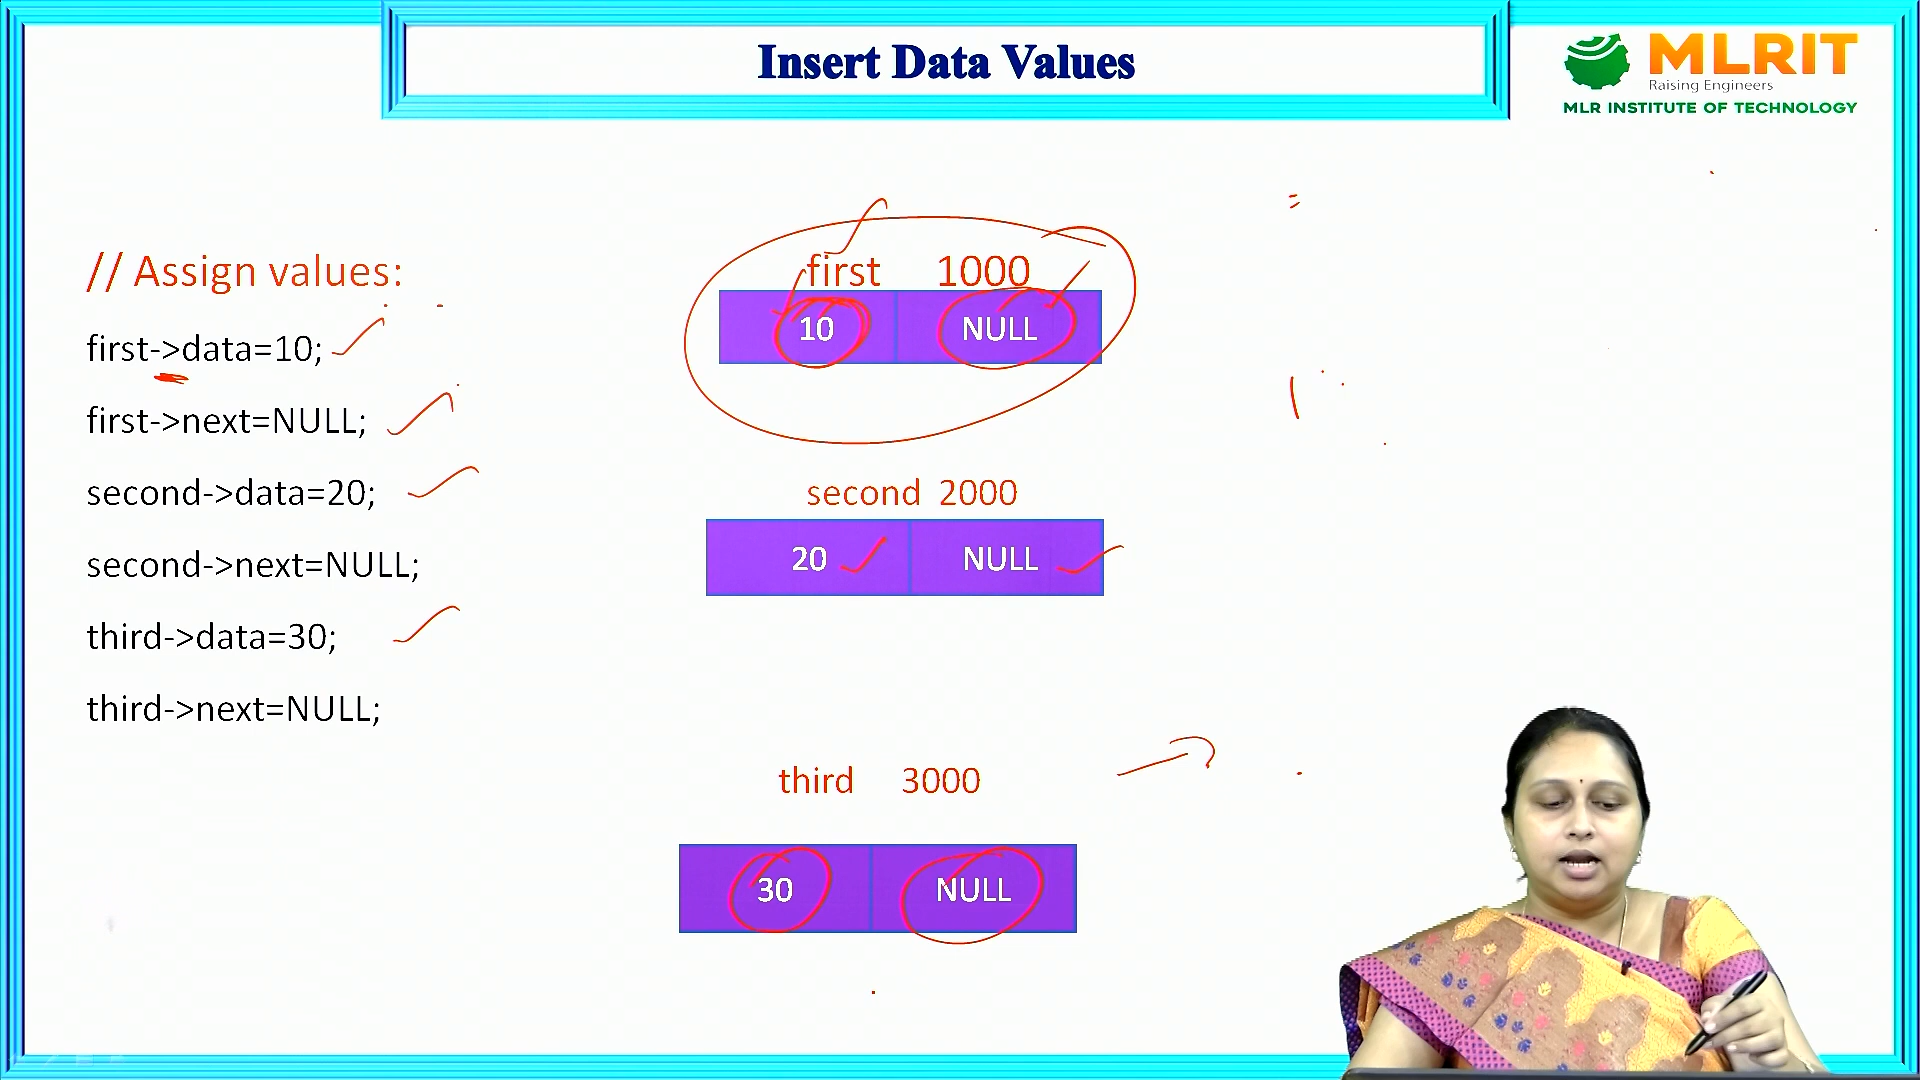 Insert Data Values
MLRIT
Raising Engineers
MLR INSTITUTE OF TECHNOLOGY
// Assign values:
first->data=10;
first->next=NULL;
second->data=20;
second->next=NULL;
third->data=30;
third->next=NULL;
first 1000
10 NULL
second 2000
20 NULL
third 3000
30 NULL